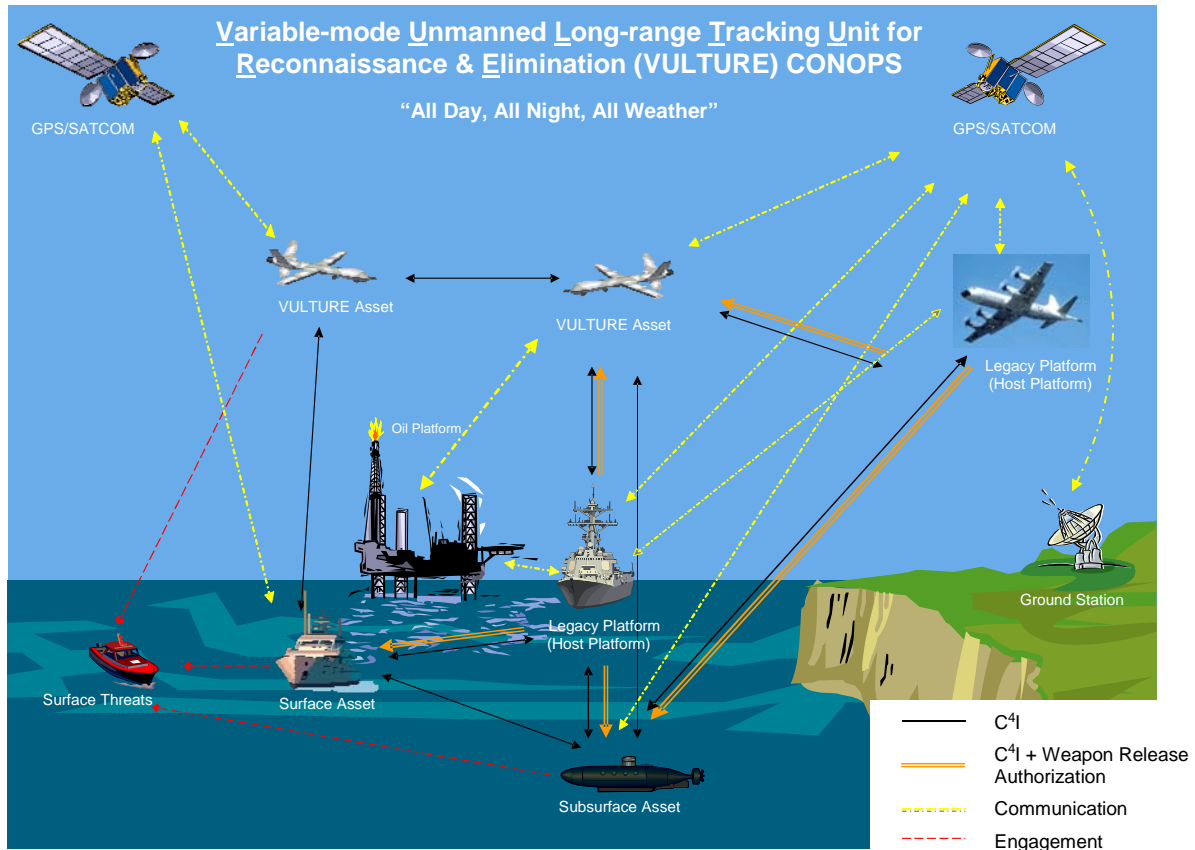 Variable-mode Unmanned Long-range Tracking Unit for
Reconnaissance & Elimination (VULTURE) CONOPS
“All Day, All Night, All Weather”
GPS/SATCOM
GPS/SATCOM
VULTURE Asset
VULTURE Asset
Legacy Platform
(Host Platform)
Oil Platform
Ground Station
Legacy Platform
(Host Platform)
Surface Threats
Surface Asset
Subsurface Asset
C⁴I
C⁴I + Weapon Release
Authorization
Communication
Engagement